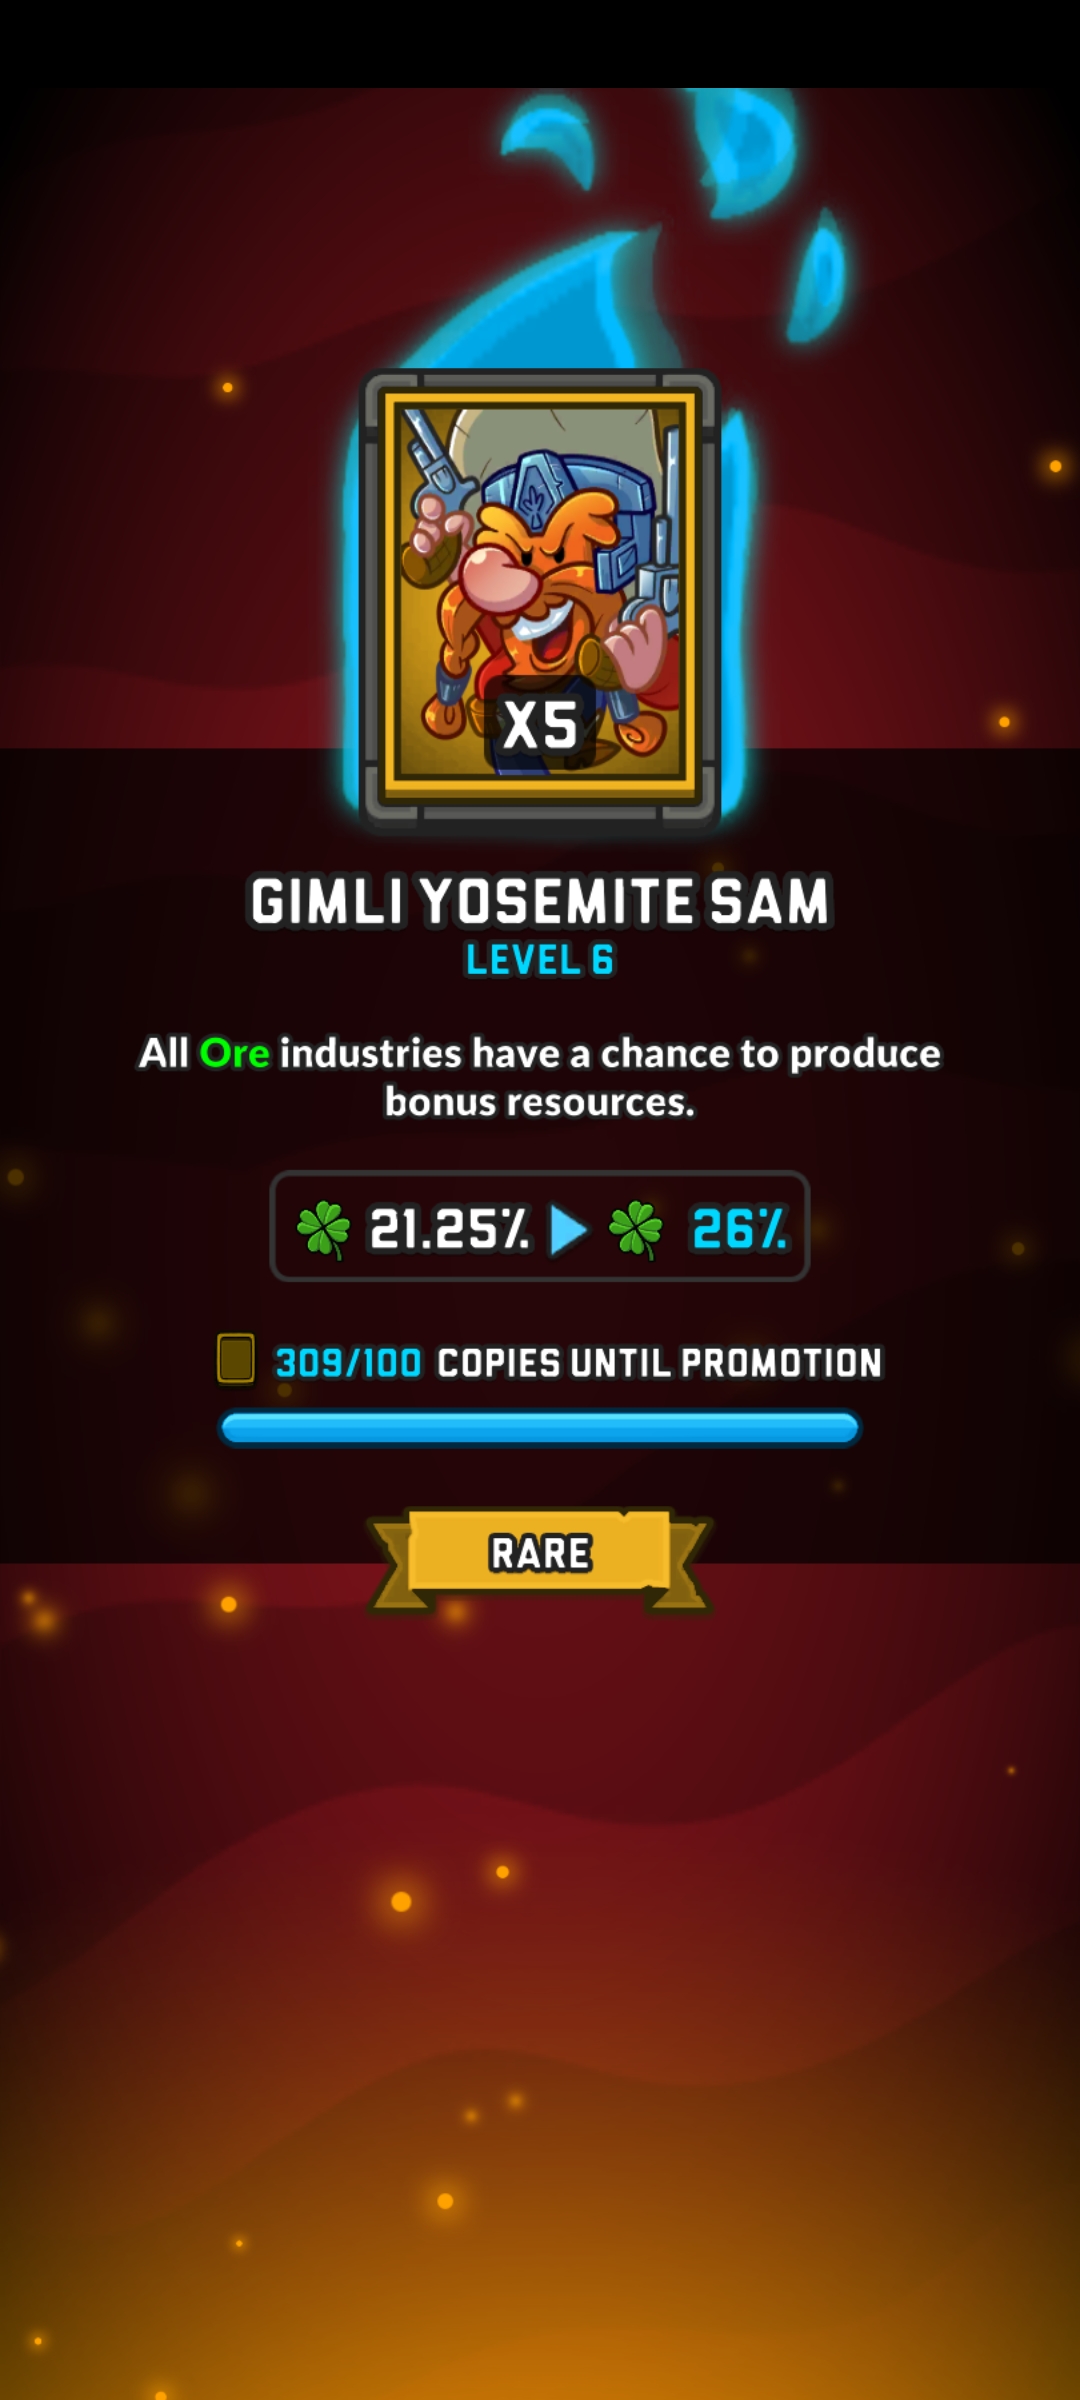 X5
GIMLI YOSEMITE SAM
LEVEL 6
All Ore industries have a chance to produce
bonus resources.
21.25% 26%
309/100 COPIES UNTIL PROMOTION
RARE